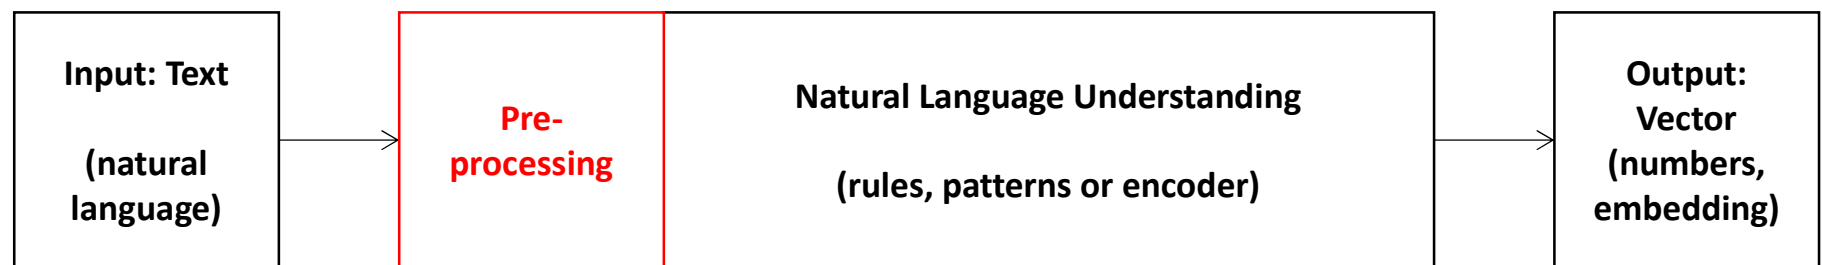 Input: Text
(natural
language)
Pre-
processing
Natural Language Understanding
(rules, patterns or encoder)
Output:
Vector
(numbers,
embedding)